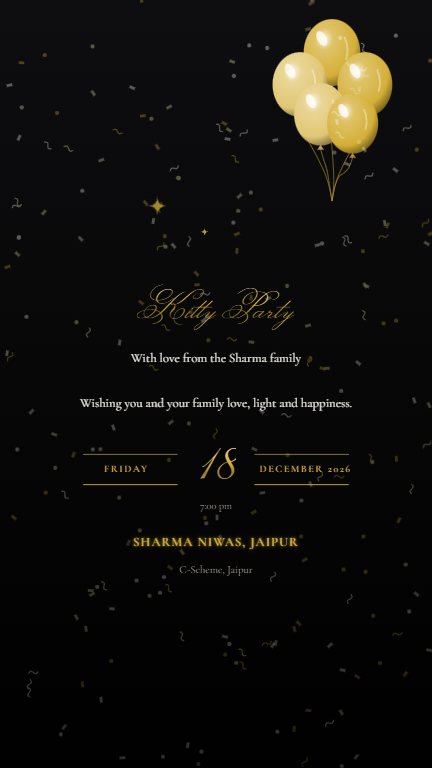 Kitty Party
With love from the Sharma family
Wishing you and your family love, light and happiness.
FRIDAY
18
DECEMBER 2026
7:00 pm
SHARMA NIWAS, JAIPUR
C-Scheme, Jaipur